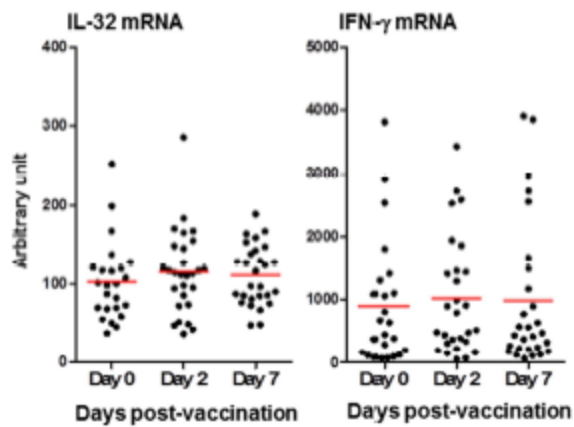 IL-32 mRNA
IFN-γ mRNA
Arbitrary unit
400
300
200
100
0
5000
4000
3000
2000
1000
0
Day 0 Day 2 Day 7
Day 0 Day 2 Day 7
Days post-vaccination
Days post-vaccination